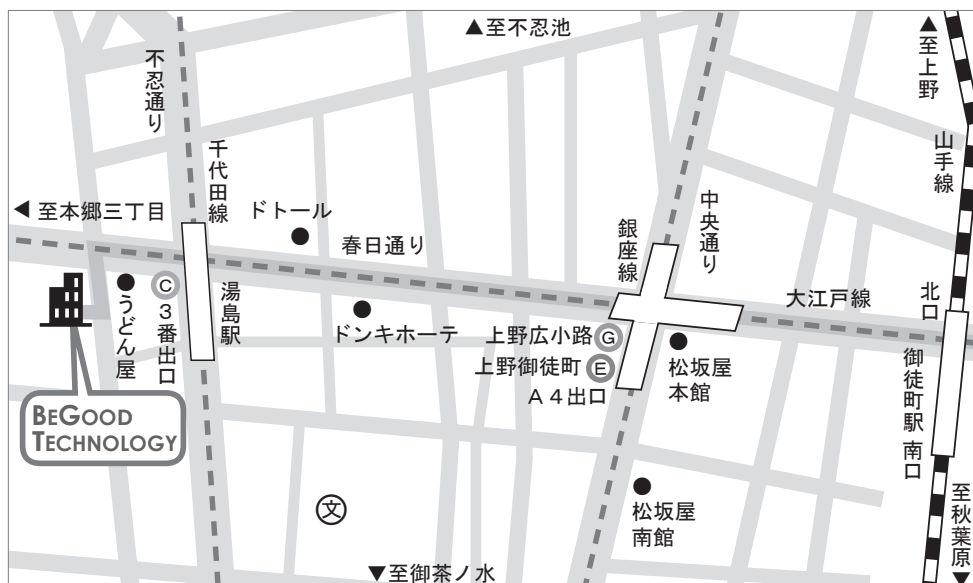 ▲至不忍池
▲至上野
不忍通り
千代田線
山手線
◀ 至本郷三丁目
ドトール
春日通り
銀座線
中央通り
大江戸線
北口
うどん屋
C
3番出口
湯島駅
ドンキホーテ
上野広小路 G
上野御徒町 E
A4出口
松坂屋
本館
御徒町駅
南口
BEGOOD
TECHNOLOGY
文
松坂屋
南館
至秋葉原▼
▼至御茶ノ水